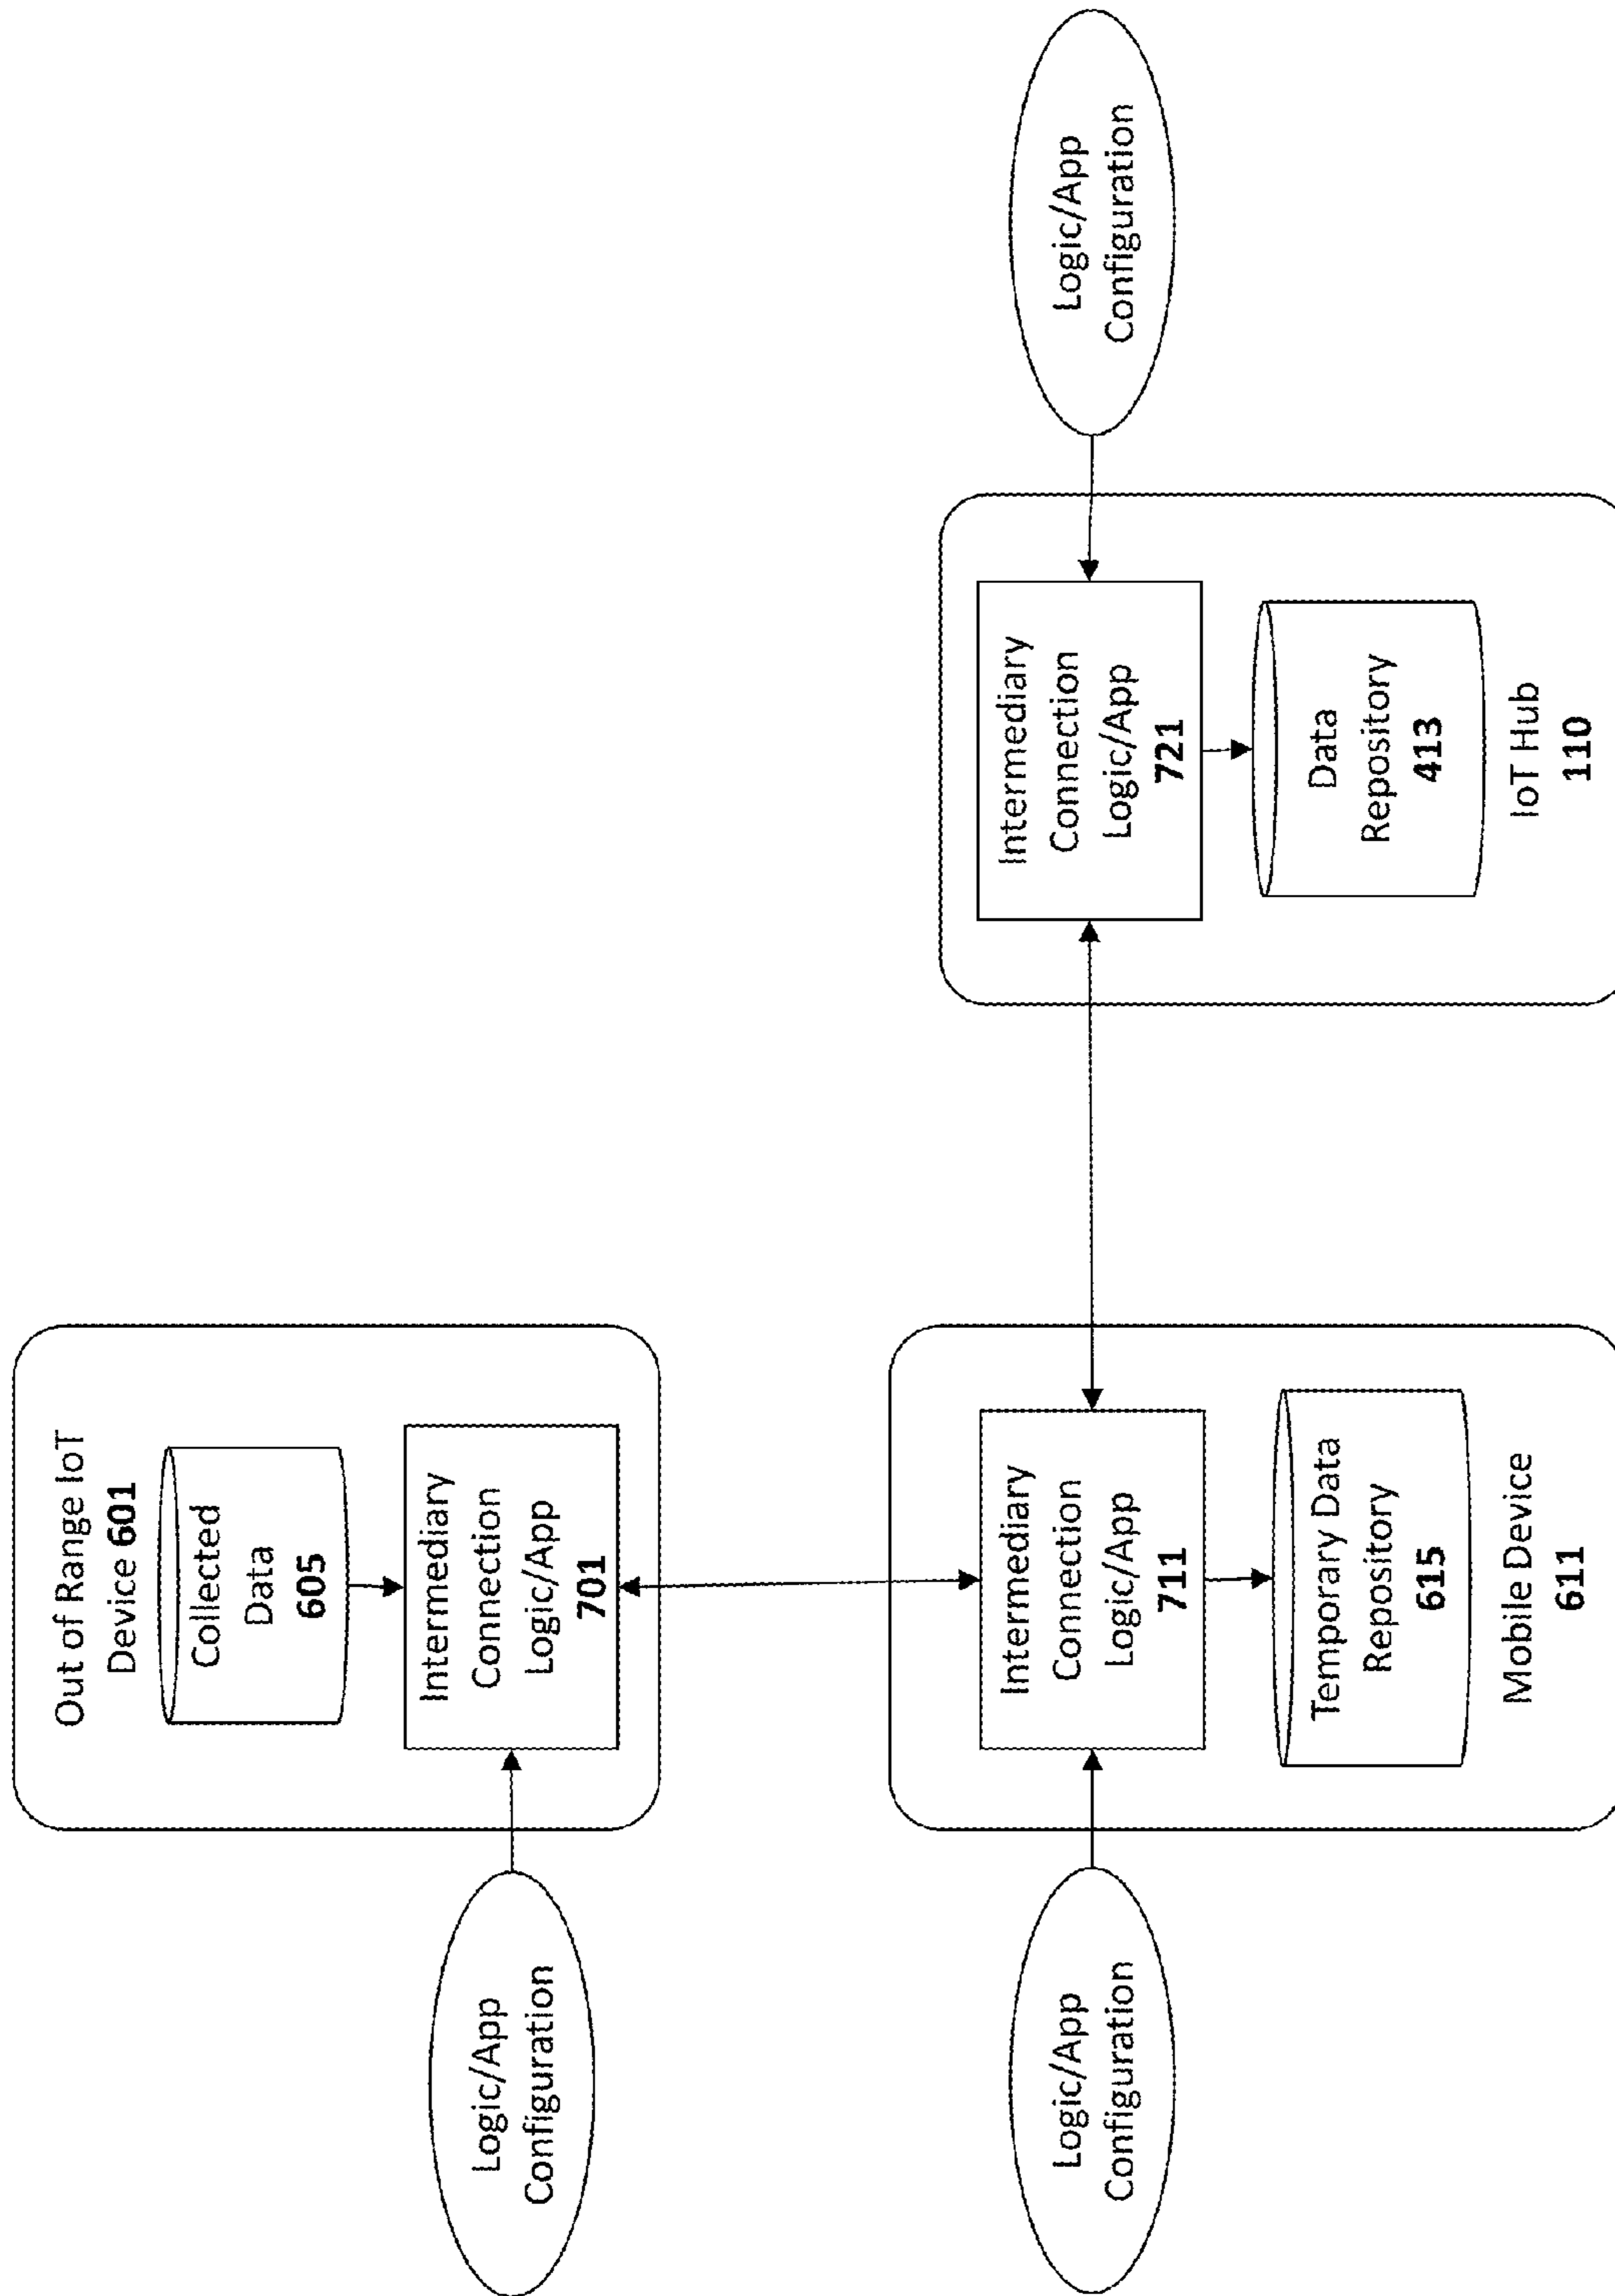 Out of Range IoT
Device 601
Collected
Data
605
Intermediary
Connection
Logic/App
701
Logic/App
Configuration
Intermediary
Connection
Logic/App
711
Temporary Data
Repository
615
Mobile Device
611
Logic/App
Configuration
Intermediary
Connection
Logic/App
721
Data
Repository
413
IoT Hub
110
Logic/App
Configuration